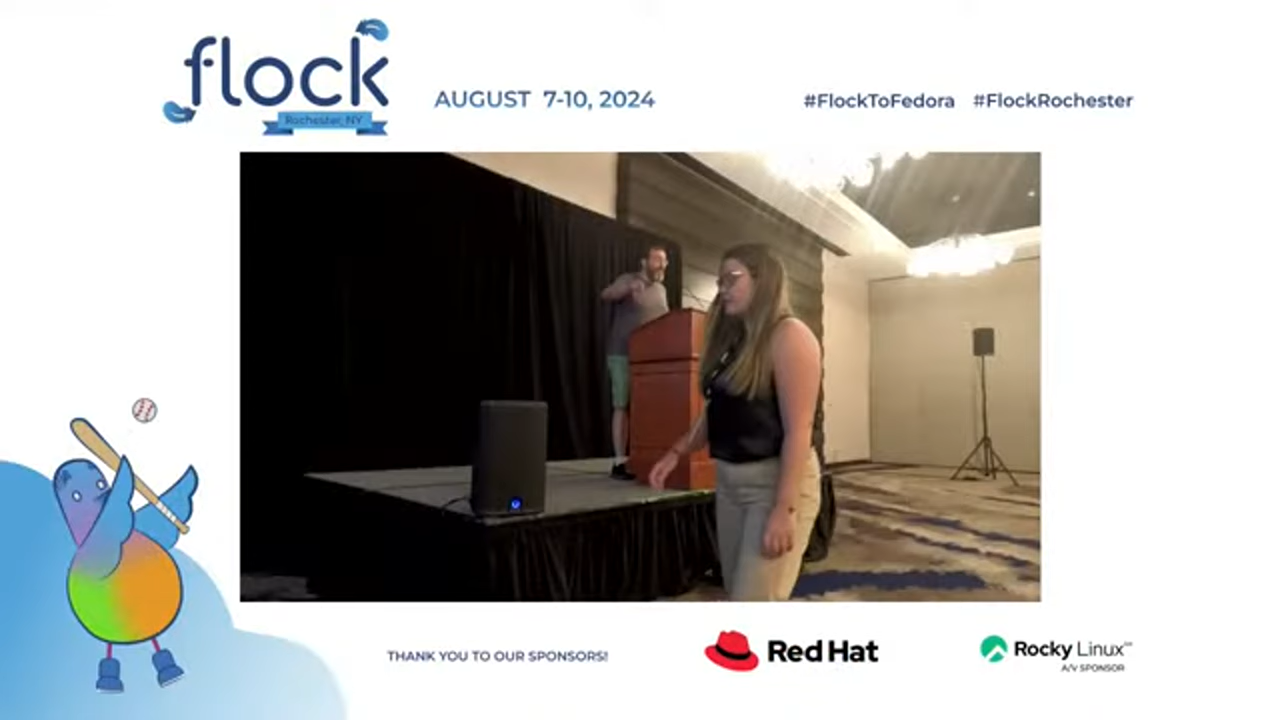 flock
Rochester, NY
AUGUST 7-10, 2024
#FlockToFedora #FlockRochester
THANK YOU TO OUR SPONSORS!
Red Hat
Rocky Linux
A/V SPONSOR